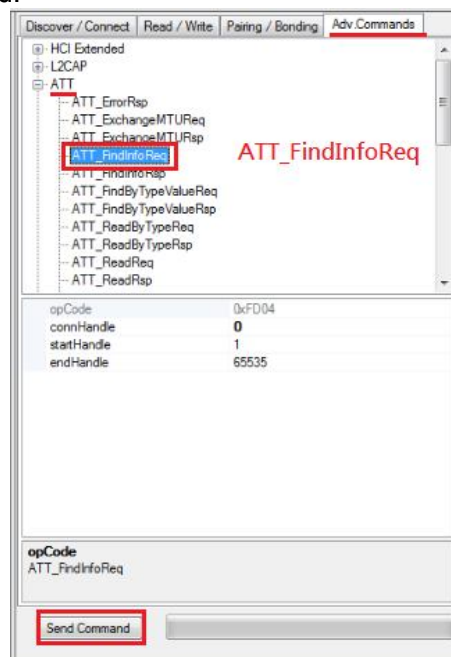 d.
Discover / Connect Read / Write Pairing / Bonding Adv.Commands
HCI Extended
L2CAP
ATT
ATT_ErrorRsp
ATT_ExchangeMTUReq
ATT_ExchangeMTURsp
ATT_FindInfoReq ATT_FindInfoReq
ATT_FindInfoRsp
ATT_FindByTypeValueReq
ATT_FindByTypeValueRsp
ATT_ReadByTypeReq
ATT_ReadByTypeRsp
ATT_ReadReq
ATT_ReadRsp
opCode 0xFD04
connHandle 0
startHandle 1
endHandle 65535
opCode
ATT_FindInfoReq
Send Command